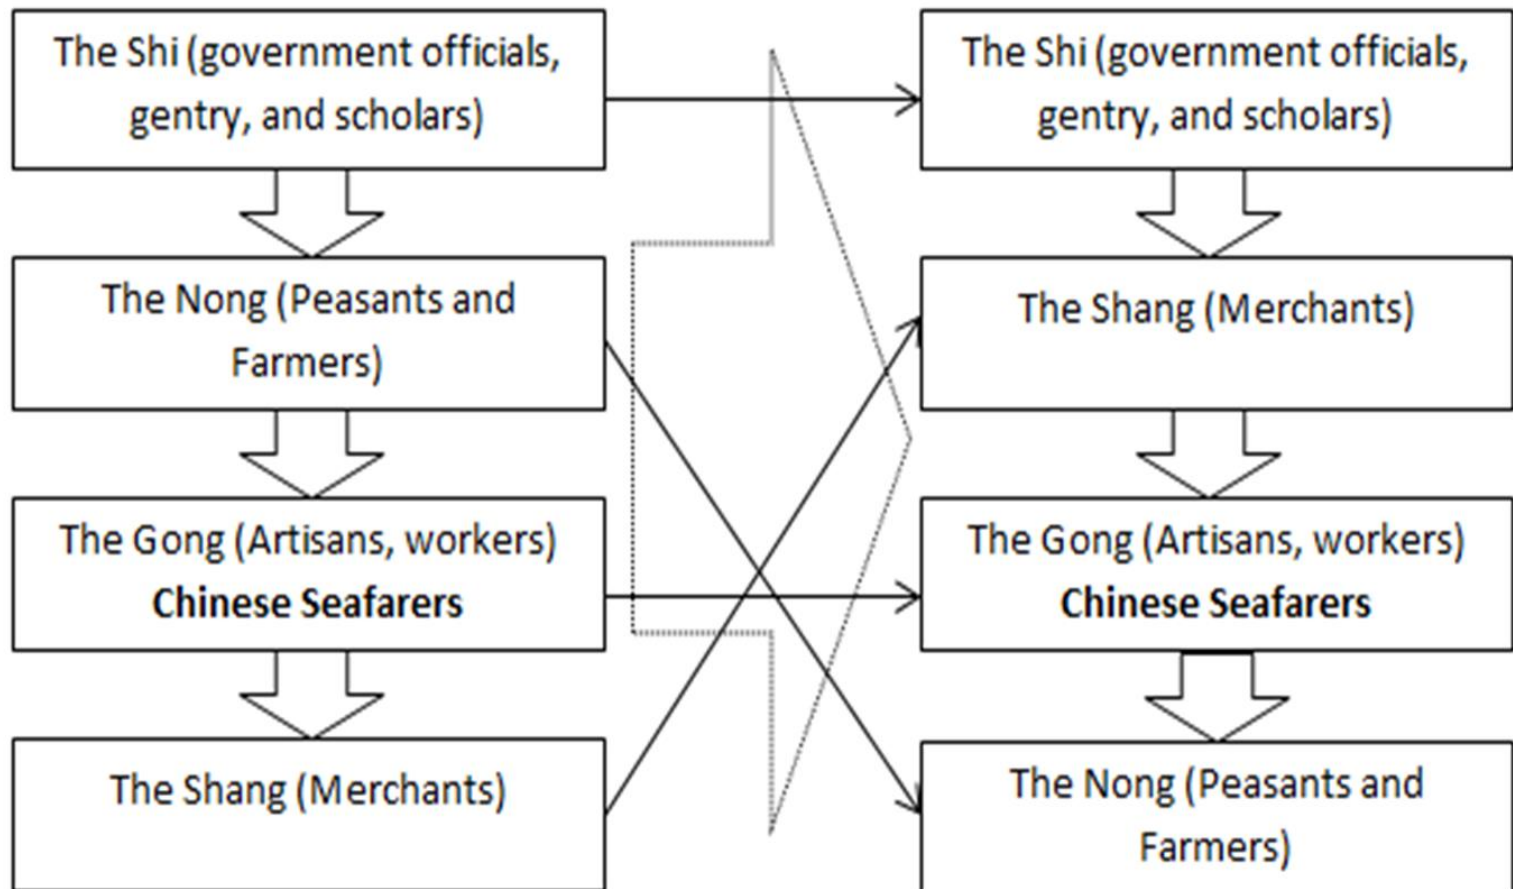 The Shi (government officials,
gentry, and scholars)
The Nong (Peasants and
Farmers)
The Gong (Artisans, workers)
Chinese Seafarers
The Shang (Merchants)
The Shi (government officials,
gentry, and scholars)
The Shang (Merchants)
The Gong (Artisans, workers)
Chinese Seafarers
The Nong (Peasants and
Farmers)